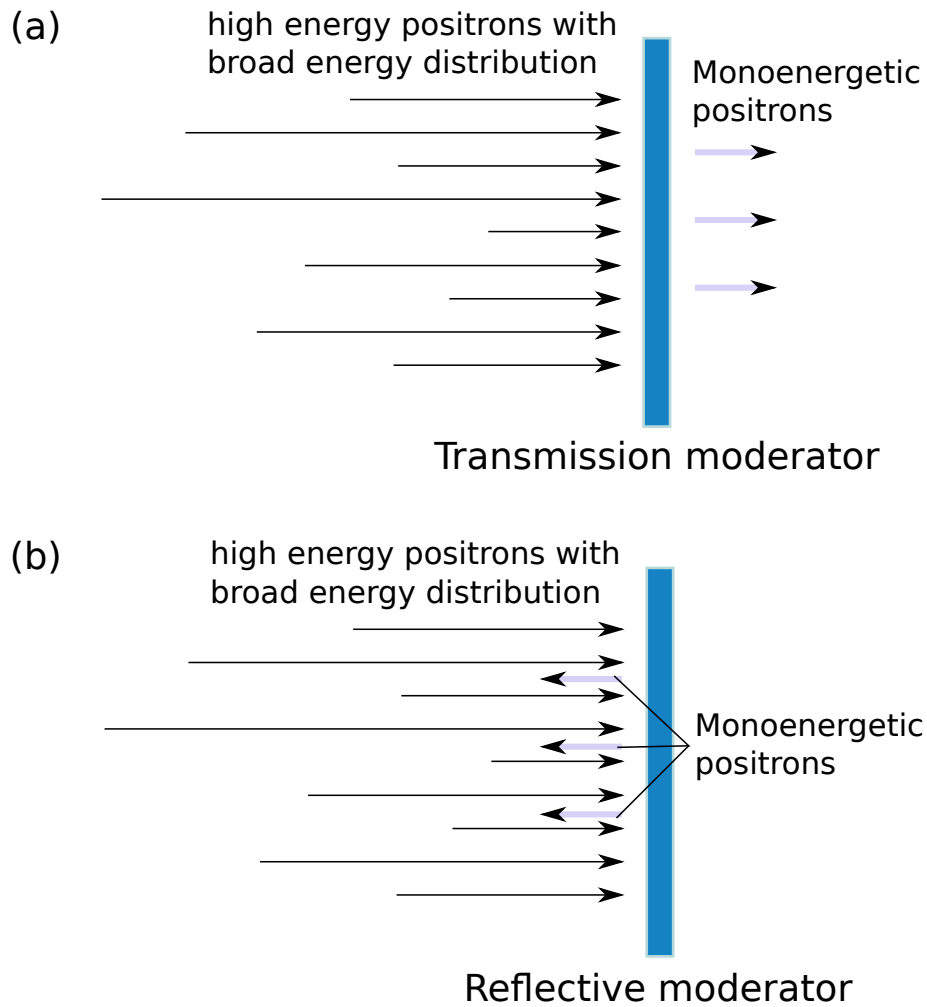 (a)
high energy positrons with
broad energy distribution
Monoenergetic
positrons
Transmission moderator
(b)
high energy positrons with
broad energy distribution
Monoenergetic
positrons
Reflective moderator